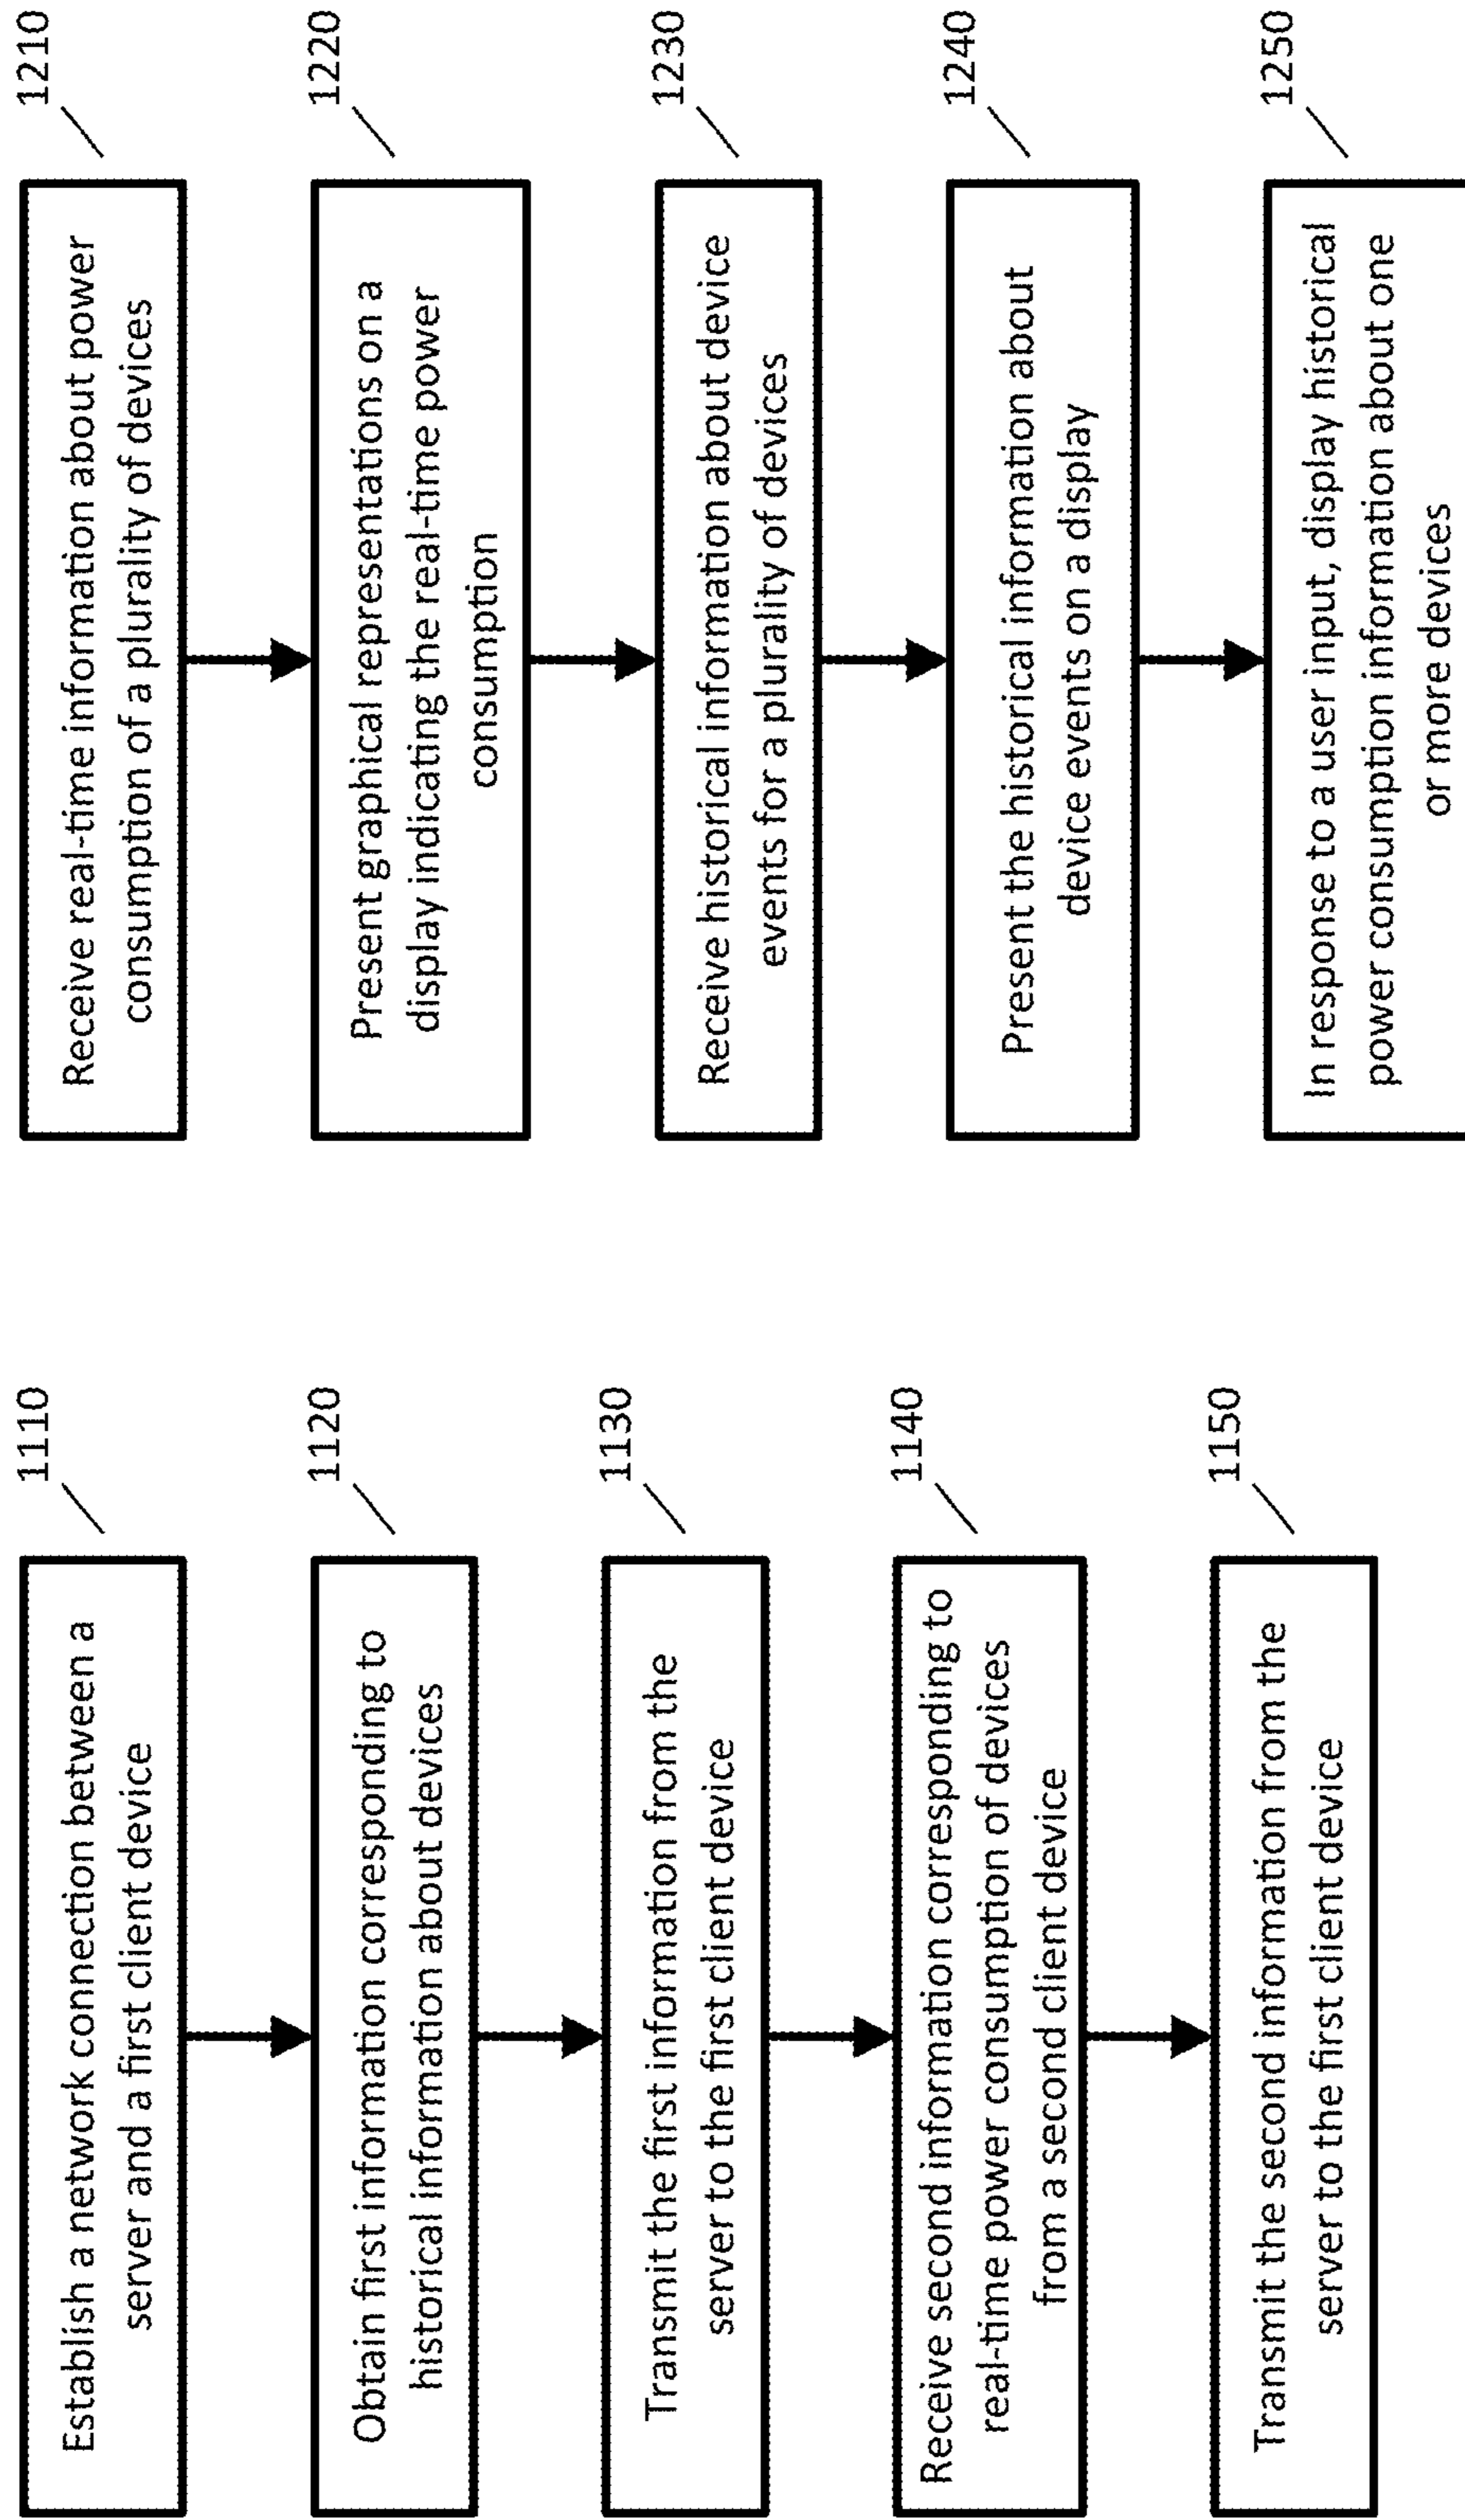 1110
Establish a network connection between a
server and a first client device
1120
Obtain first information corresponding to
historical information about devices
1130
Transmit the first information from the
server to the first client device
1140
Receive second information corresponding to
real-time power consumption of devices
from a second client device
1150
Transmit the second information from the
server to the first client device
1210
Receive real-time information about power
consumption of a plurality of devices
1220
Present graphical representations on a
display indicating the real-time power
consumption
1230
Receive historical information about device
events for a plurality of devices
1240
Present the historical information about
device events on a display
1250
In response to a user input, display historical
power consumption information about one
or more devices